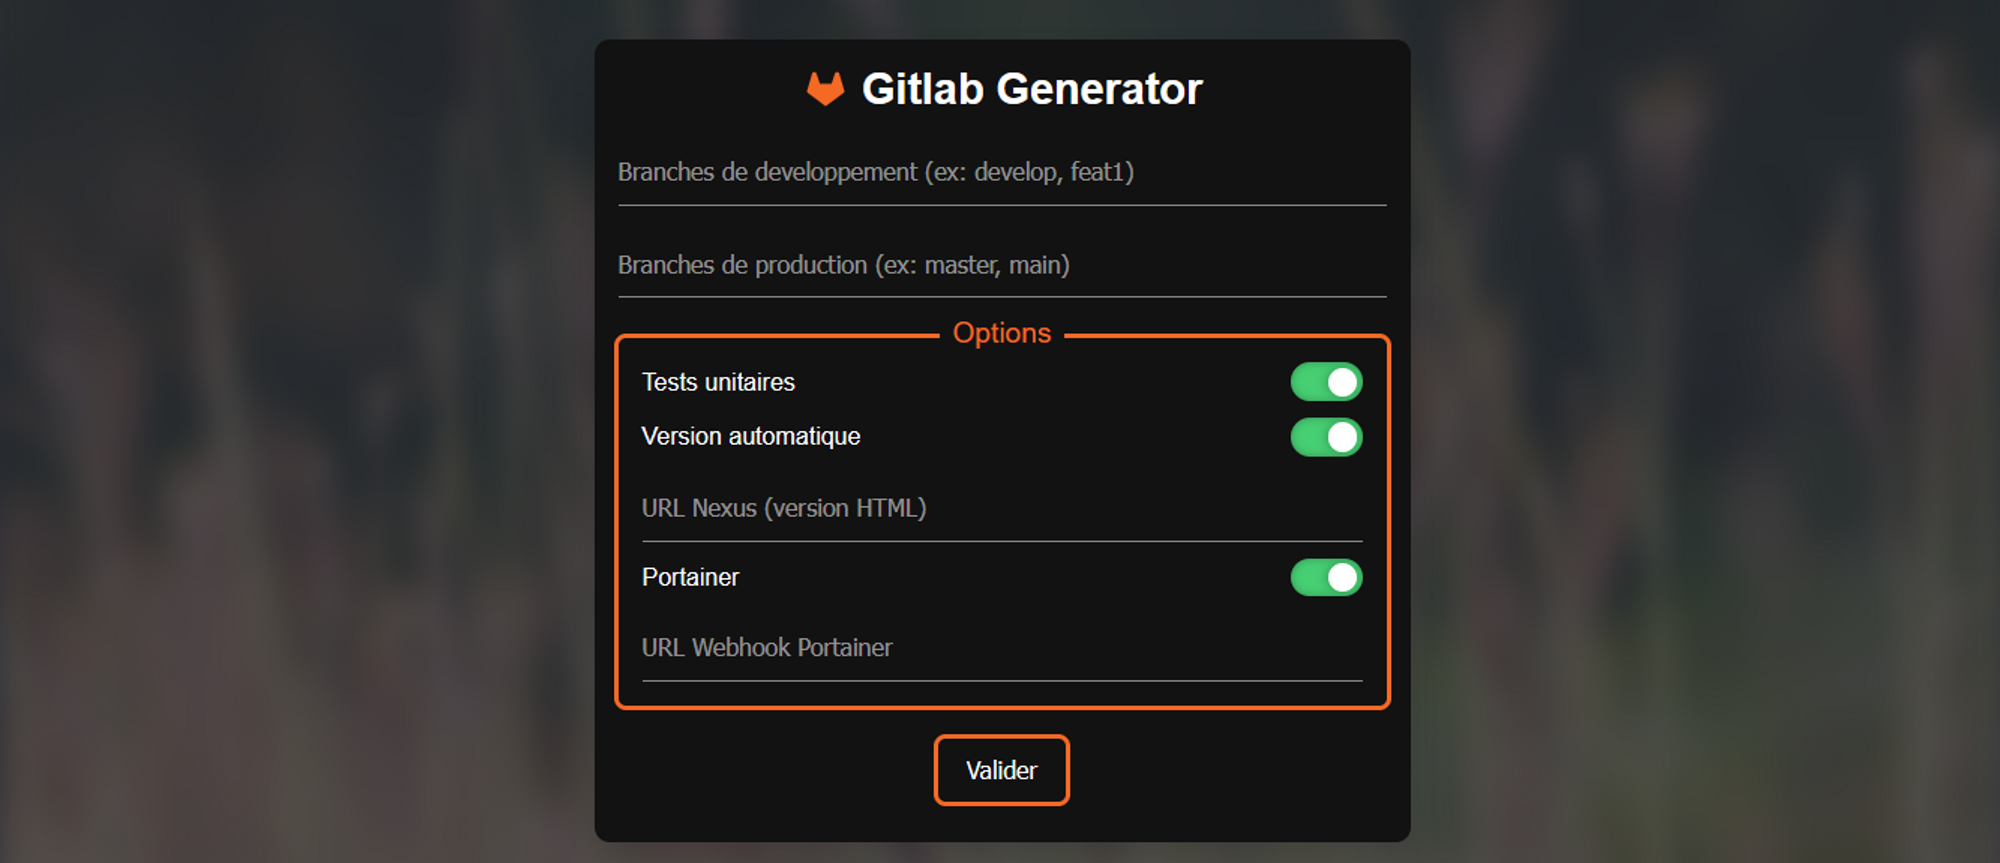 Gitlab Generator
Branches de developpement (ex: develop, feat1)
Branches de production (ex: master, main)
Options
Tests unitaires
Version automatique
URL Nexus (version HTML)
Portainer
URL Webhook Portainer
Valider